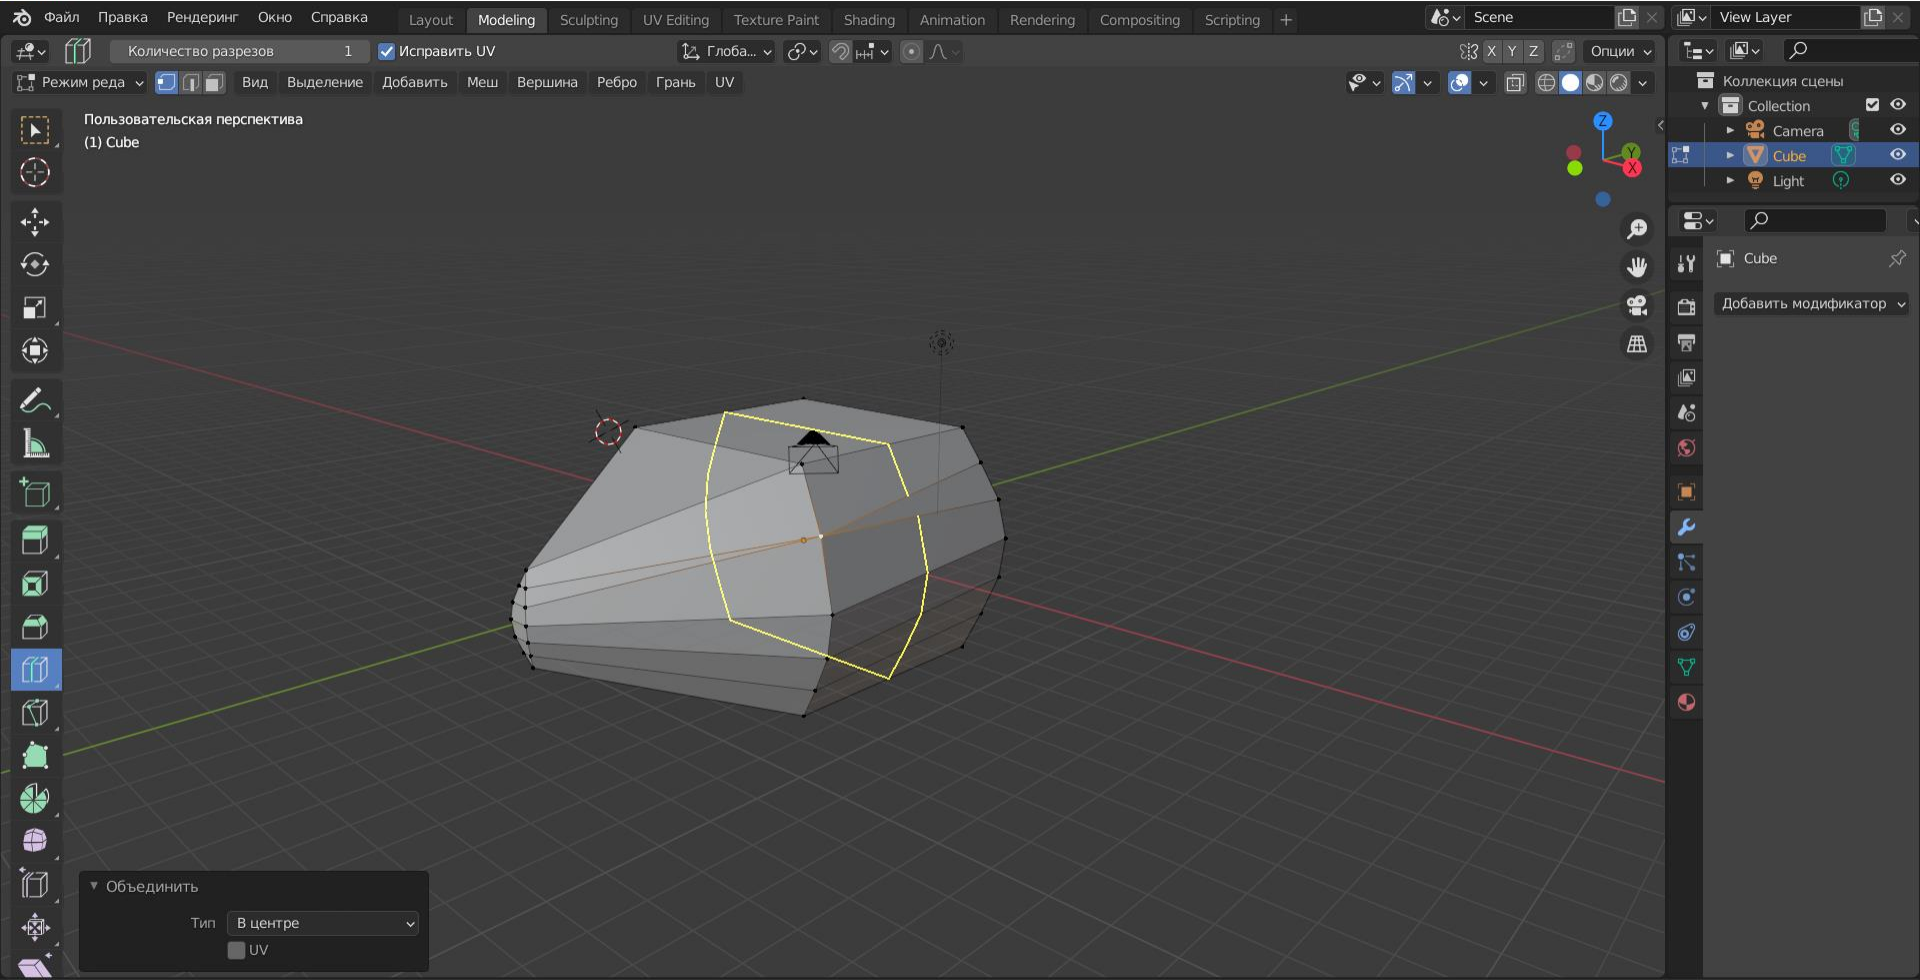 Файл Правка Рендеринг Окно Справка Layout Modeling Sculpting UV Editing Texture Paint Shading Animation Rendering Compositing Scripting + Scene View Layer
Количество разрезов 1 Исправить UV Глоба... X Y Z Опции
Режим реда Вид Выделение Добавить Меш Вершина Ребро Грань UV
Коллекция сцены
Collection
Camera
Cube
Light
Пользовательская перспектива
(1) Cube
Z
Y
X
Cube
Добавить модификатор
Объединить
Тип В центре
UV